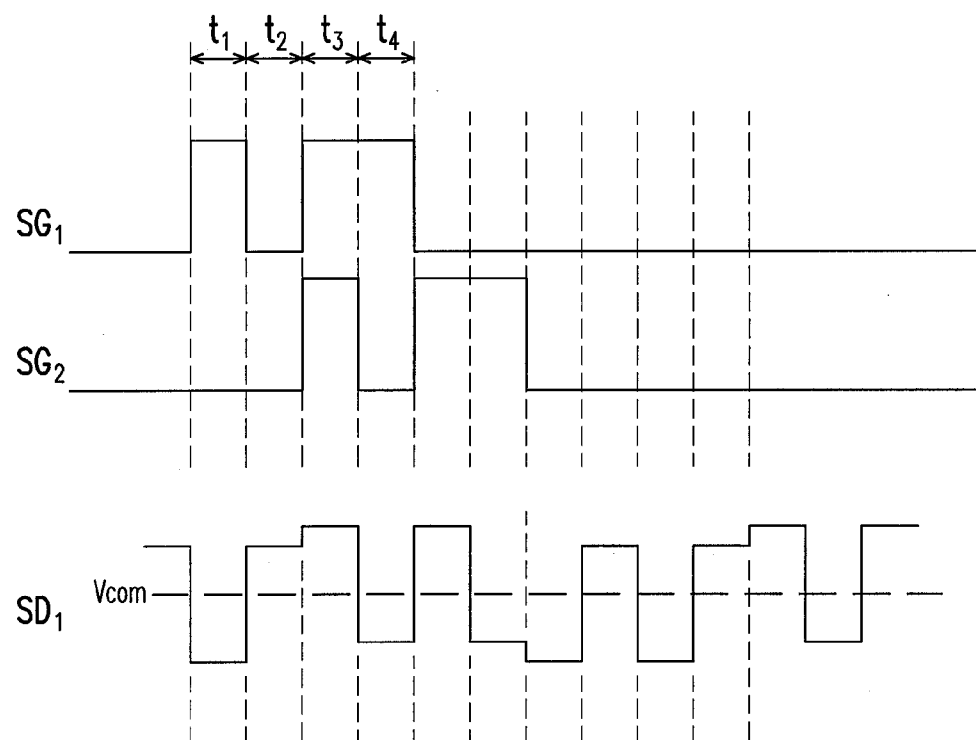 t₁ t₂ t₃ t₄
SG₁
SG₂
Vcom
SD₁